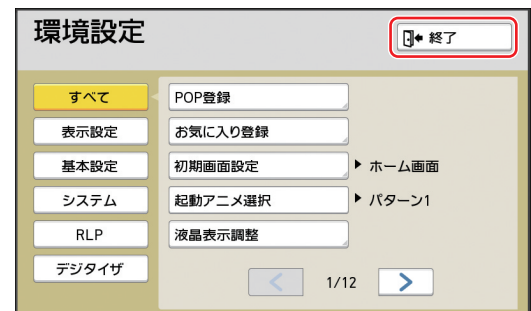 環境設定
終了
すべて
表示設定
基本設定
システム
RLP
デジタイザ
POP登録
お気に入り登録
初期画面設定 ▶ ホーム画面
起動アニメ選択 ▶ パターン1
液晶表示調整
< 1/12 >